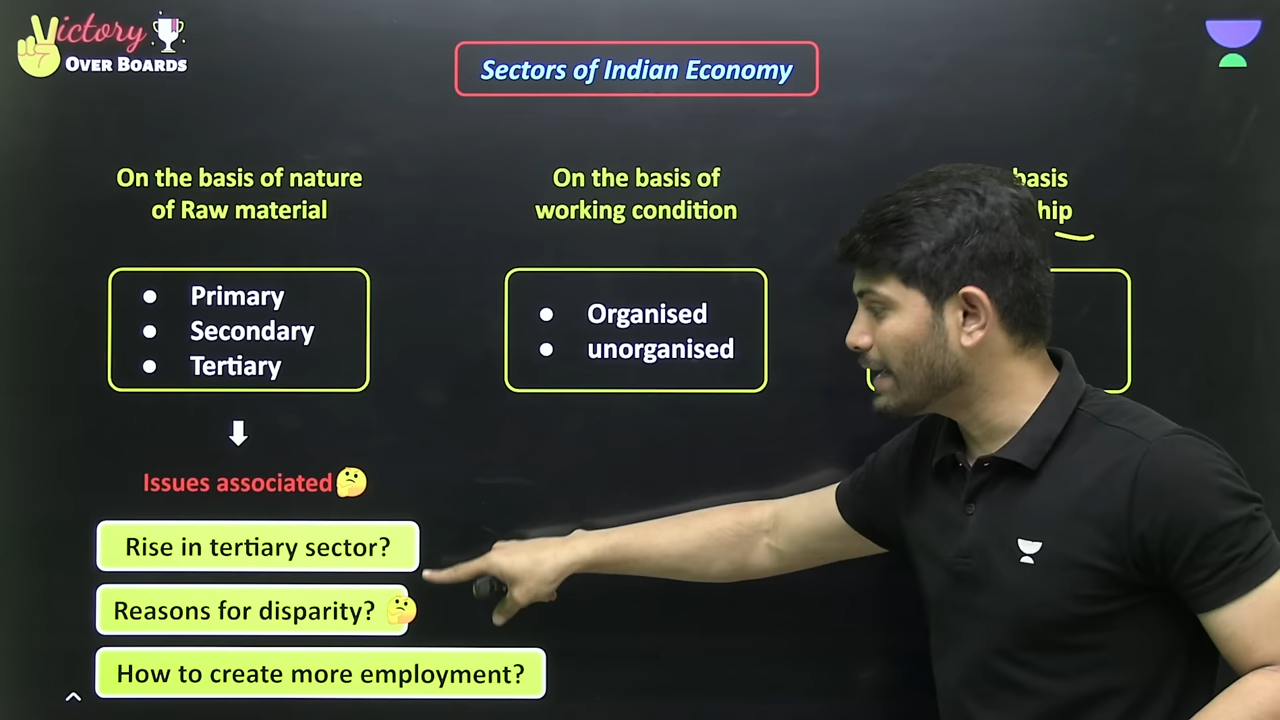 Victory
OVER BOARDS
Sectors of Indian Economy
On the basis of nature
of Raw material
Primary
Secondary
Tertiary
On the basis of
working condition
Organised
unorganised
basis
hip
Issues associated
Rise in tertiary sector?
Reasons for disparity?
How to create more employment?